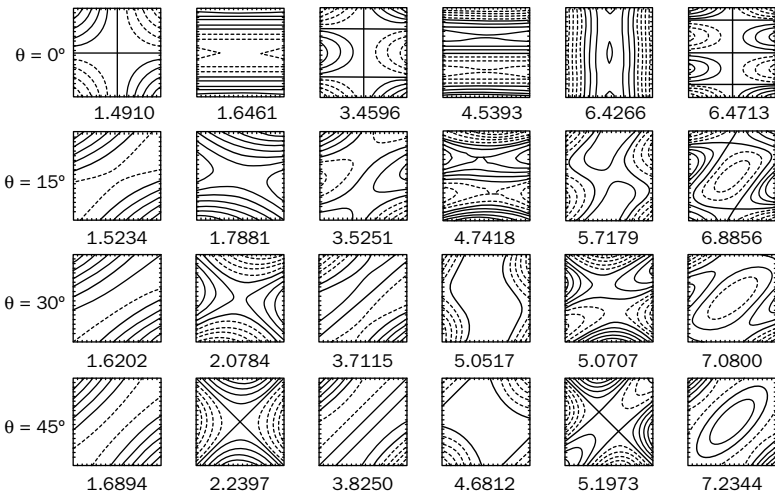 θ = 0°
1.4910 1.6461 3.4596 4.5393 6.4266 6.4713
θ = 15°
1.5234 1.7881 3.5251 4.7418 5.7179 6.8856
θ = 30°
1.6202 2.0784 3.7115 5.0517 5.0707 7.0800
θ = 45°
1.6894 2.2397 3.8250 4.6812 5.1973 7.2344